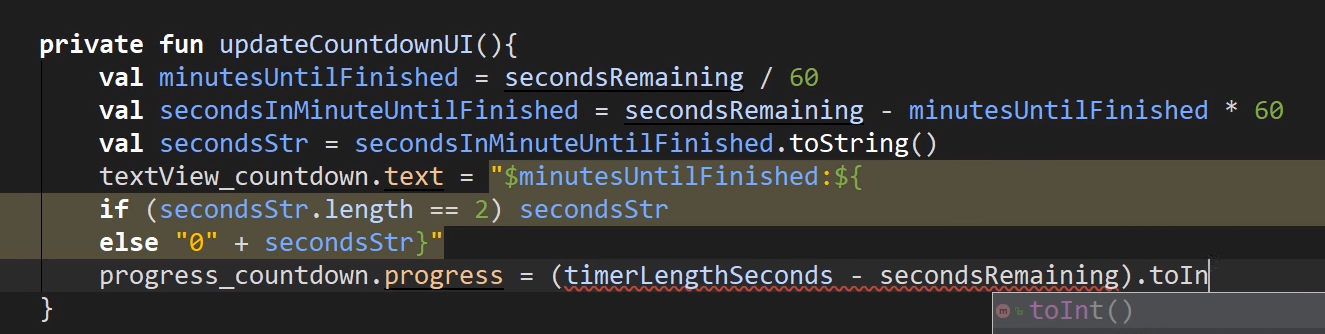 private fun updateCountdownUI(){
    val minutesUntilFinished = secondsRemaining / 60
    val secondsInMinuteUntilFinished = secondsRemaining - minutesUntilFinished * 60
    val secondsStr = secondsInMinuteUntilFinished.toString()
    textView_countdown.text = "$minutesUntilFinished:${
    if (secondsStr.length == 2) secondsStr
    else "0" + secondsStr}"
    progress_countdown.progress = (timerLengthSeconds - secondsRemaining).toIn
m toInt()
}